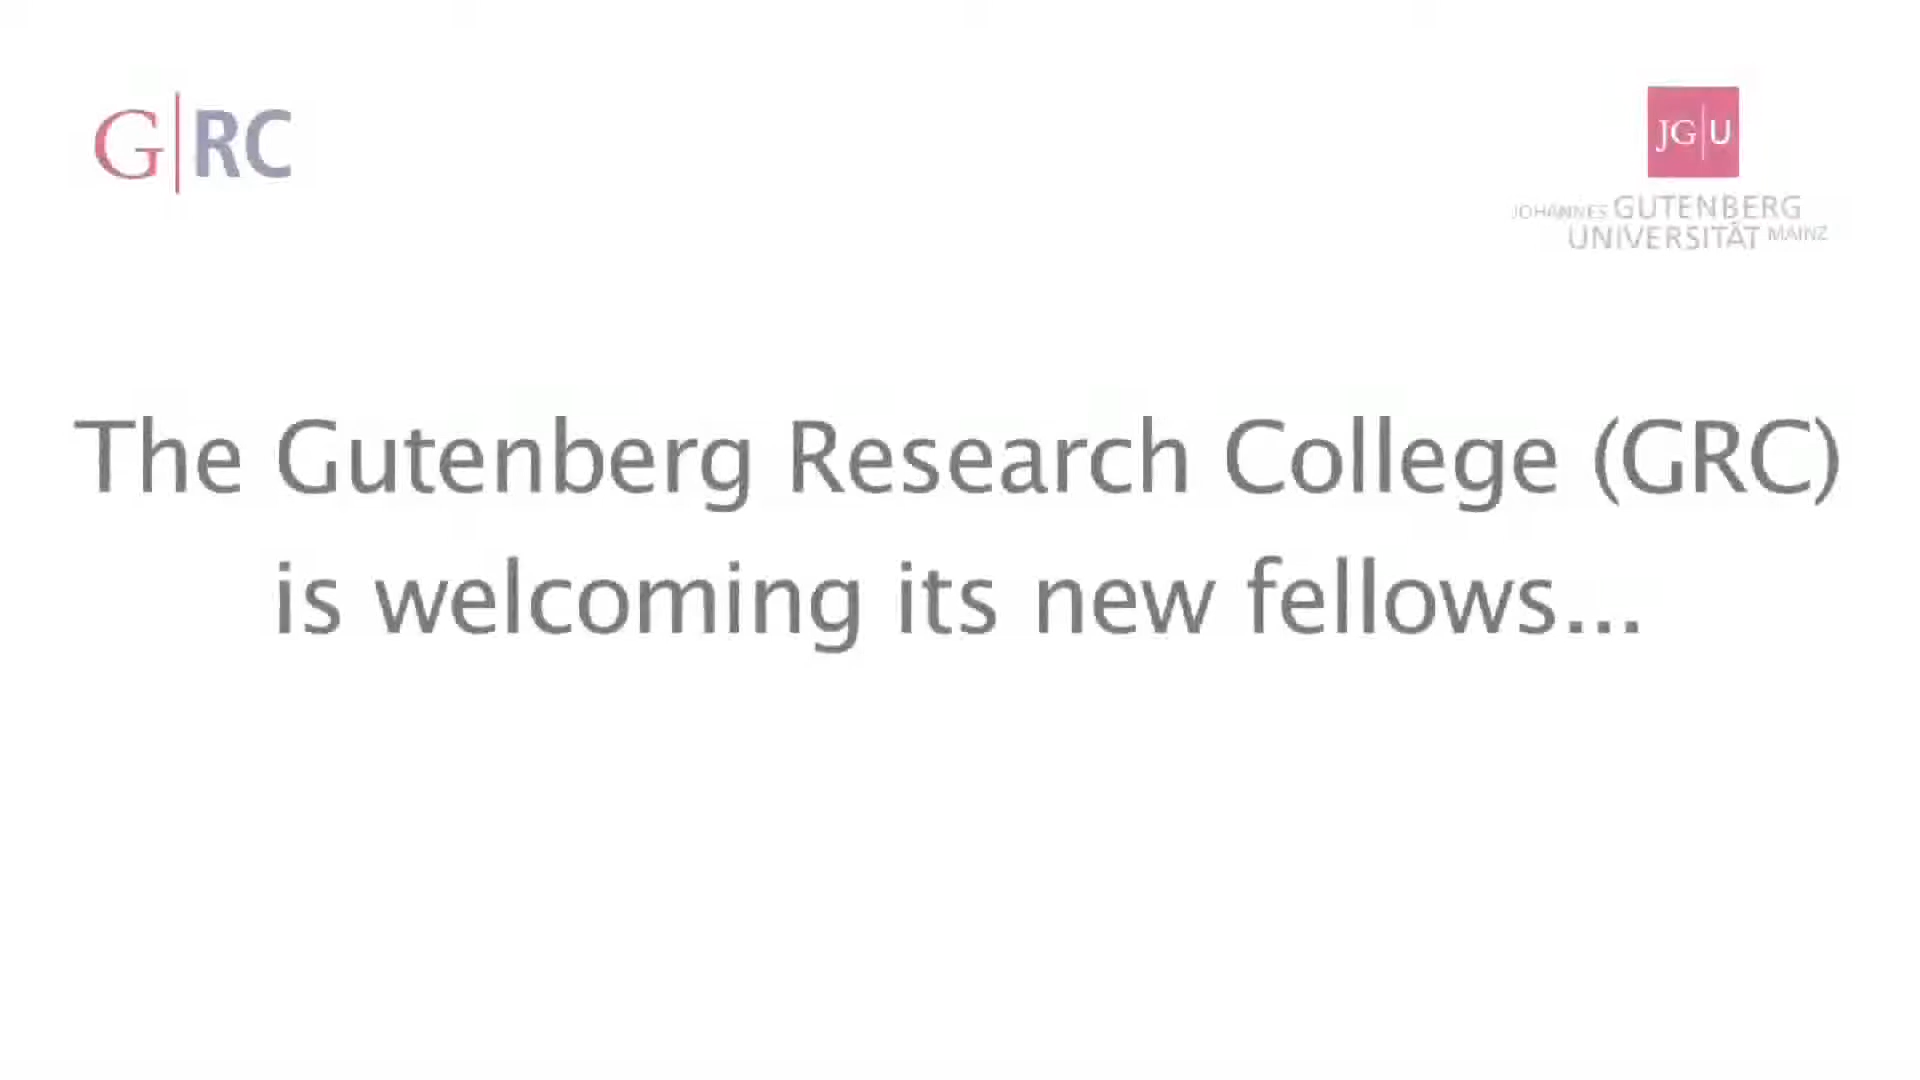 G|RC
JG|U
JOHANNES GUTENBERG
UNIVERSITÄT MAINZ
The Gutenberg Research College (GRC)
is welcoming its new fellows...